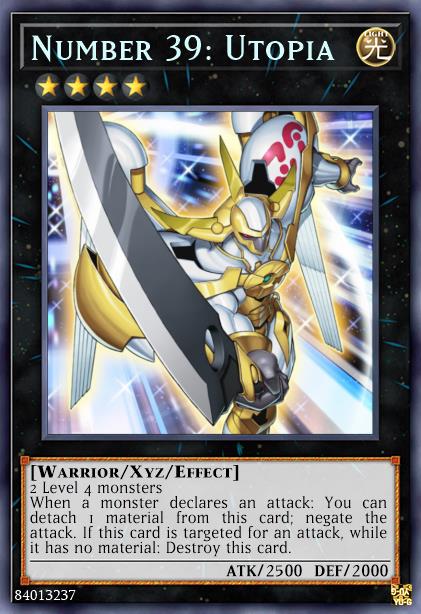 Number 39: Utopia
LIGHT
光
39
[Warrior/Xyz/Effect]
2 Level 4 monsters
When a monster declares an attack: You can
detach 1 material from this card; negate the
attack. If this card is targeted for an attack, while
it has no material: Destroy this card.
ATK/2500 DEF/2000
84013237